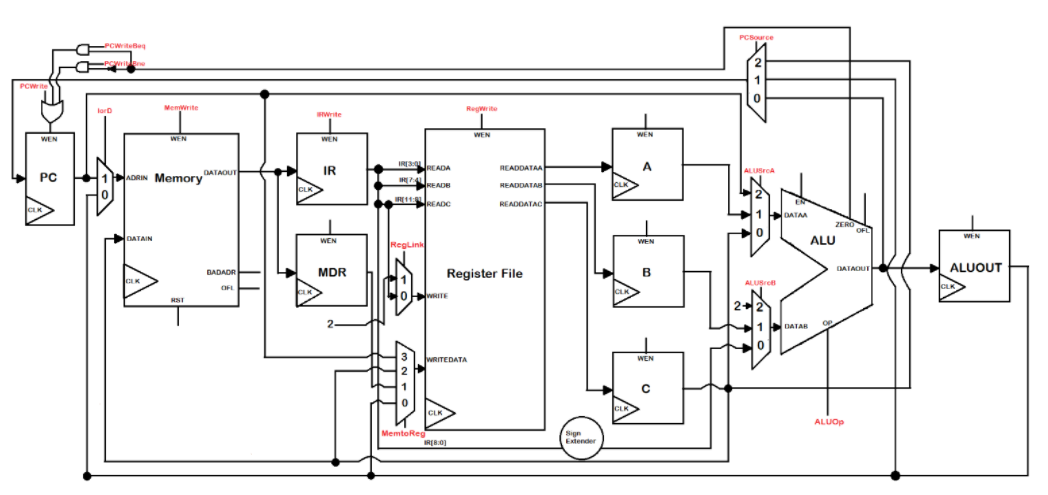 PCWriteBeq
PCWriteBne
PCWrite
IorD
MemWrite
IRWrite
RegWrite
PCSource
2
1
0
WEN
PC
CLK
1
0
WEN
ADRIN
Memory
DATAOUT
DATAIN
CLK
BADADR
OFL
RST
WEN
IR
CLK
WEN
MDR
CLK
IR[3:0]
IR[7:4]
IR[11:8]
RegLink
1
0
2
3
2
1
0
MemtoReg
IR[8:0]
WEN
READA
READB
READC
READDATAA
READDATAB
READDATAC
Register File
WRITE
WRITEDATA
CLK
Sign
Extender
WEN
A
CLK
WEN
B
CLK
WEN
C
CLK
ALUSrcA
2
1
0
ALUSrcB
2
2
1
0
EN
ZERO
OFL
DATAA
ALU
DATAOUT
DATAB
OP
ALUOp
WEN
ALUOUT
CLK